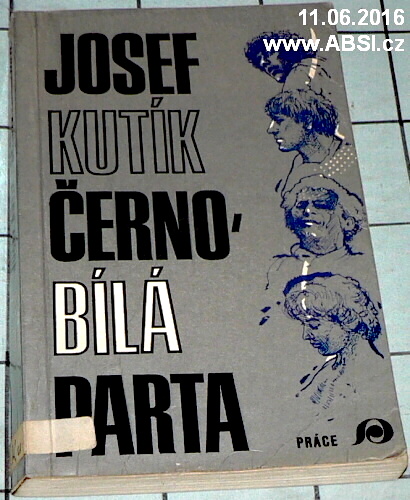 11.06.2016
www.ABSI.cz
JOSEF
KUTÍK
ČERNO,
BÍLÁ
PARTA
PRÁCE